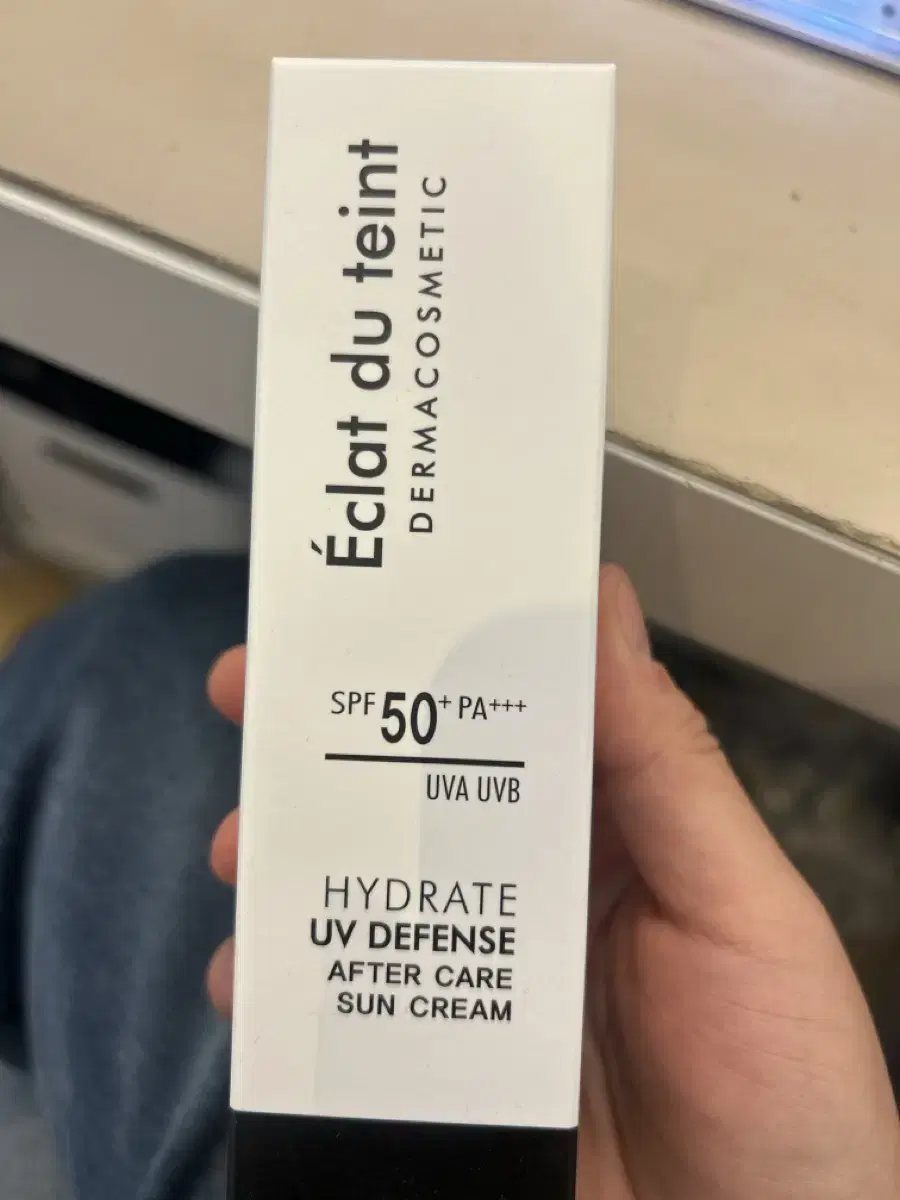 Éclat du teint
DERMACOSMETIC
SPF 50+ PA+++
UVA UVB
HYDRATE
UV DEFENSE
AFTER CARE
SUN CREAM